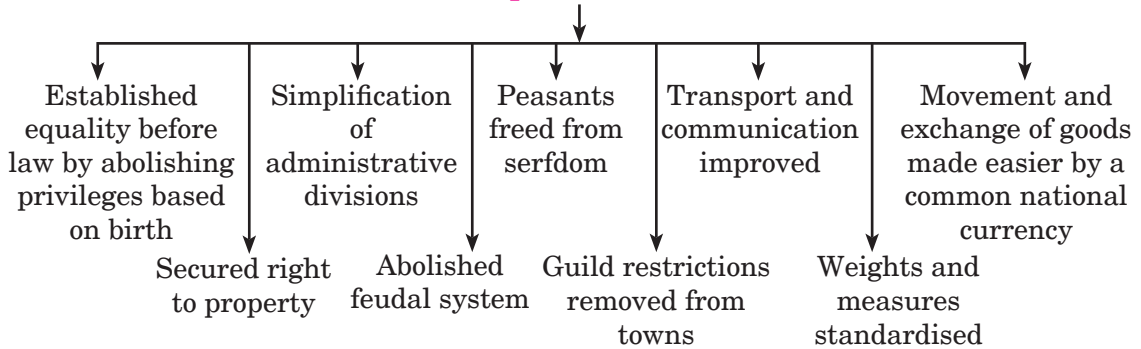 Established
equality before
law by abolishing
privileges based
on birth
Secured right
to property
Simplification
of
administrative
divisions
Abolished
feudal system
Peasants
freed from
serfdom
Guild restrictions
removed from
towns
Transport and
communication
improved
Weights and
measures
standardised
Movement and
exchange of goods
made easier by a
common national
currency